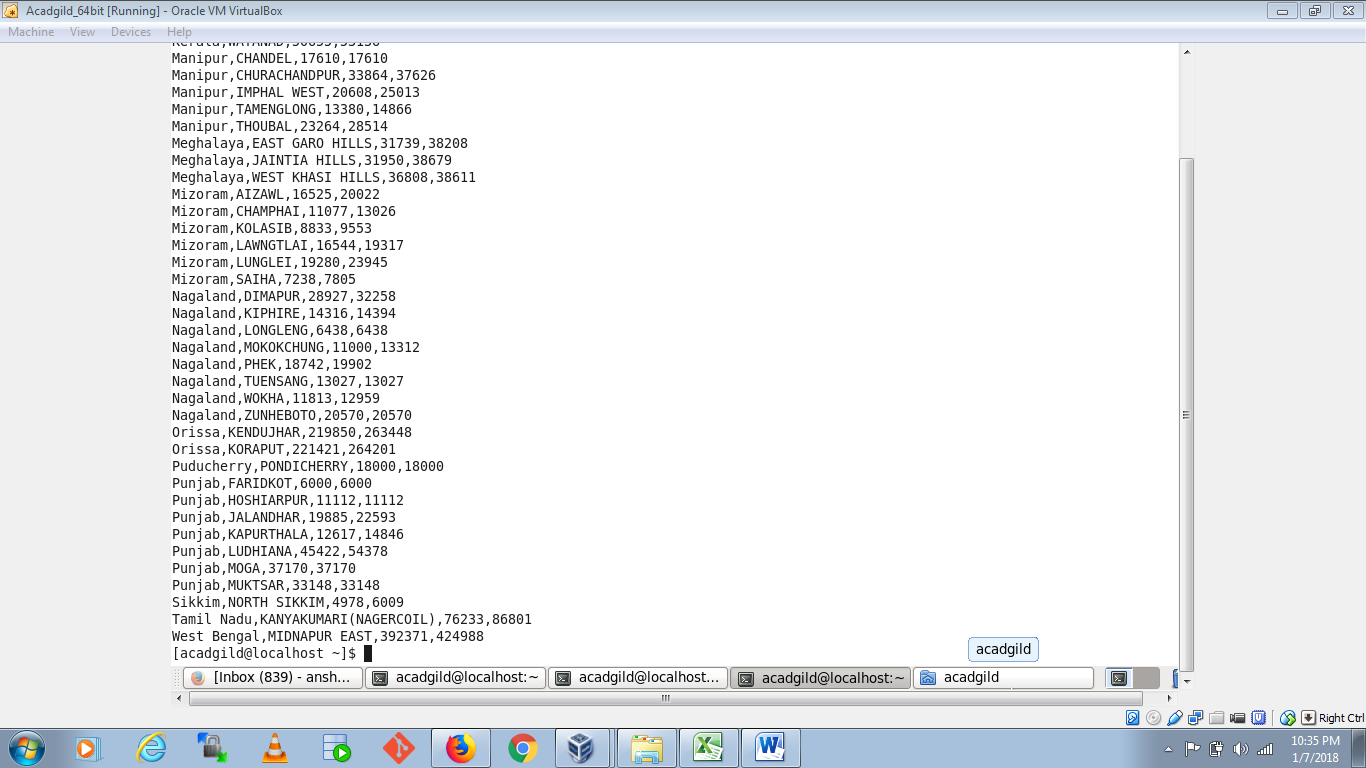 Acadgild_64bit [Running] - Oracle VM VirtualBox
Machine View Devices Help
Kerala,WAYANAD,
Manipur,CHANDEL,17610,17610
Manipur,CHURACHANDPUR,33864,37626
Manipur,IMPHAL WEST,20608,25013
Manipur,TAMENGLONG,13380,14866
Manipur,THOUBAL,23264,28514
Meghalaya,EAST GARO HILLS,31739,38208
Meghalaya,JAINTIA HILLS,31950,38679
Meghalaya,WEST KHASI HILLS,36808,38611
Mizoram,AIZAWL,16525,20022
Mizoram,CHAMPHAI,11077,13026
Mizoram,KOLASIB,8833,9553
Mizoram,LAWNGTLAI,16544,19317
Mizoram,LUNGLEI,19280,23945
Mizoram,SAIHA,7238,7805
Nagaland,DIMAPUR,28927,32258
Nagaland,KIPHIRE,14316,14394
Nagaland,LONGLENG,6438,6438
Nagaland,MOKOKCHUNG,11000,13312
Nagaland,PHEK,18742,19902
Nagaland,TUENSANG,13027,13027
Nagaland,WOKHA,11813,12959
Nagaland,ZUNHEBOTO,20570,20570
Orissa,KENDUJHAR,219850,263448
Orissa,KORAPUT,221421,264201
Puducherry,PONDICHERRY,18000,18000
Punjab,FARIDKOT,6000,6000
Punjab,HOSHIARPUR,11112,11112
Punjab,JALANDHAR,19885,22593
Punjab,KAPURTHALA,12617,14846
Punjab,LUDHIANA,45422,54378
Punjab,MOGA,37170,37170
Punjab,MUKTSAR,33148,33148
Sikkim,NORTH SIKKIM,4978,6009
Tamil Nadu,KANYAKUMARI(NAGERCOIL),76233,86801
West Bengal,MIDNAPUR EAST,392371,424988
[acadgild@localhost ~]$
acadgild
[Inbox (839) - ansh... acadgild@localhost:~ acadgild@localhost... acadgild@localhost:~ acadgild
Right Ctrl
10:35 PM
1/7/2018